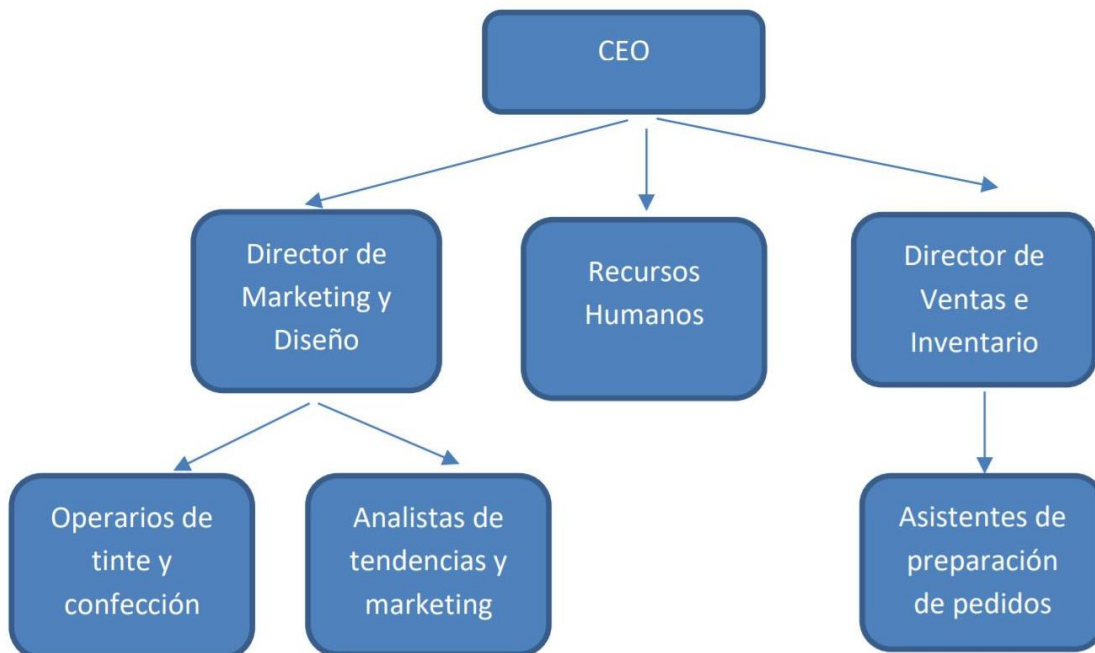 CEO
Director de
Marketing y
Diseño
Recursos
Humanos
Director de
Ventas e
Inventario
Operarios de
tinte y
confección
Analistas de
tendencias y
marketing
Asistentes de
preparación
de pedidos